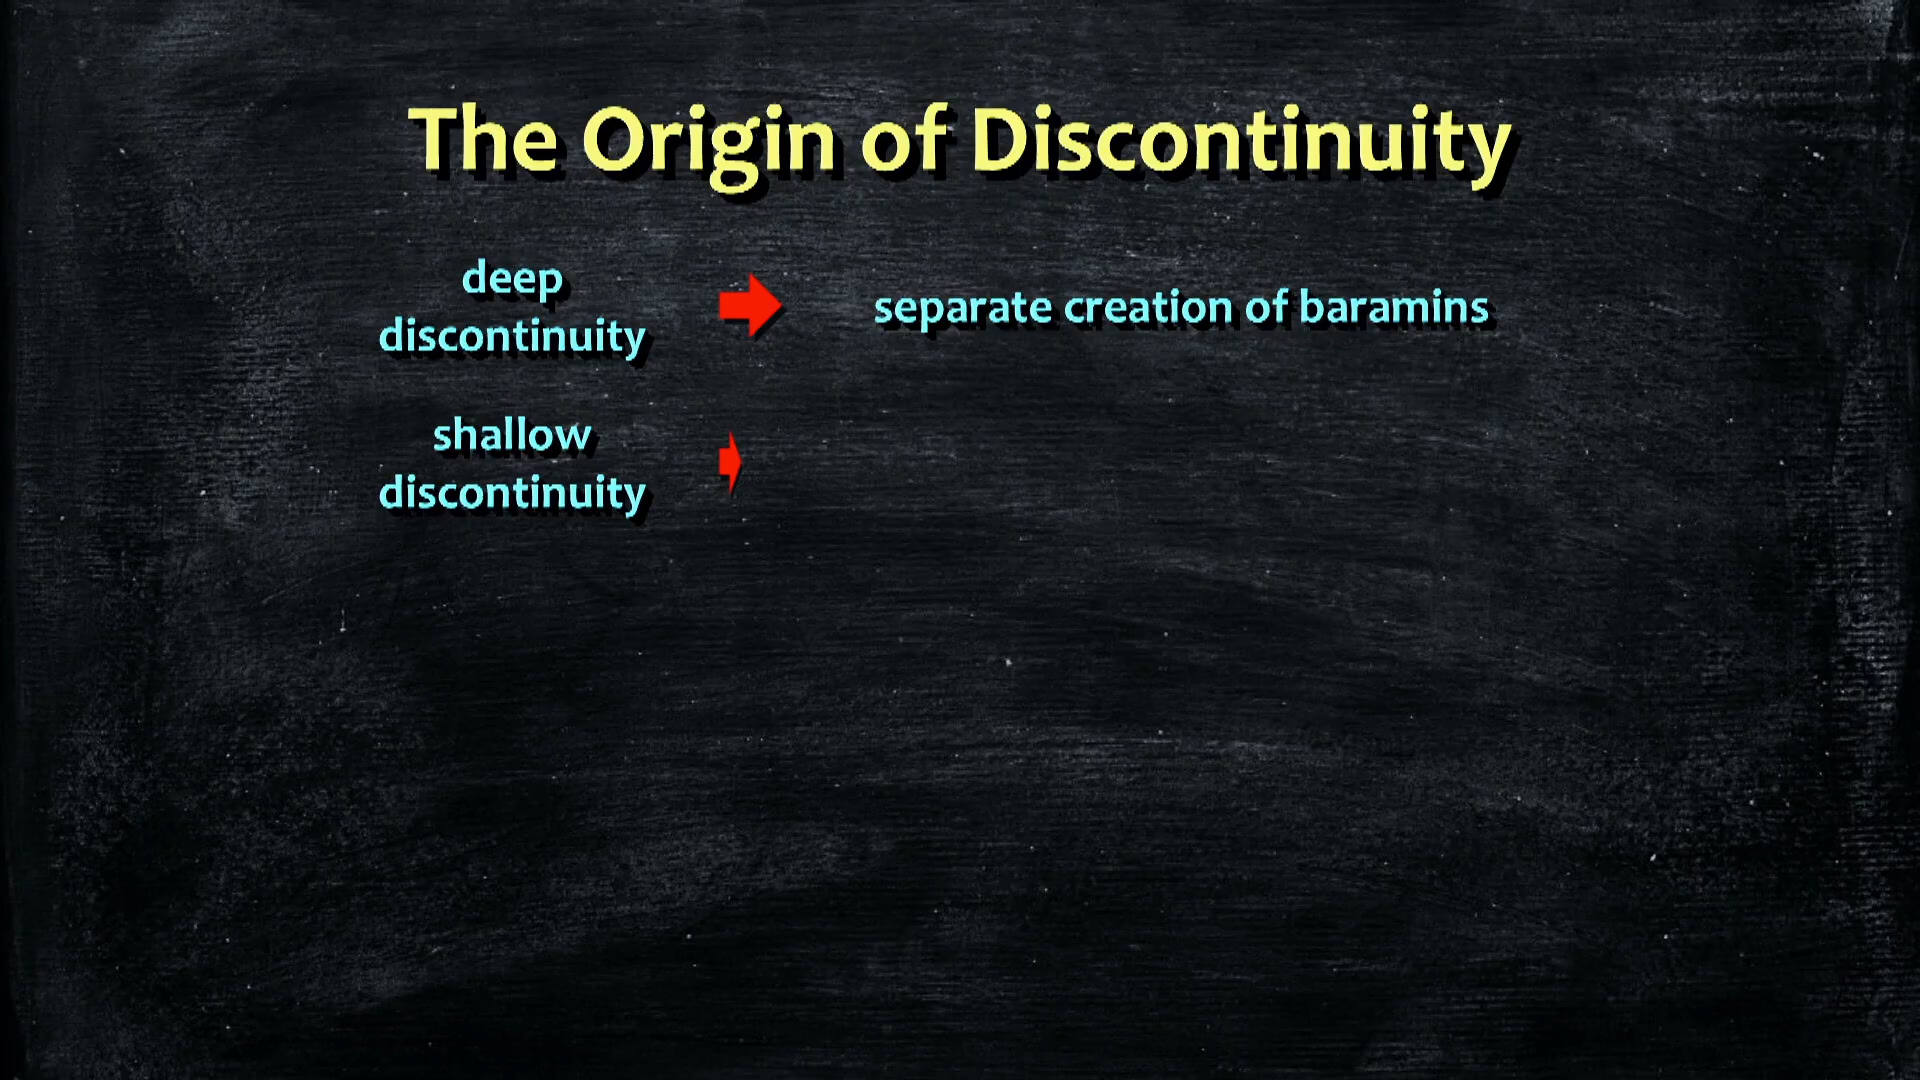 The Origin of Discontinuity
deep
discontinuity
separate creation of baramins
shallow
discontinuity